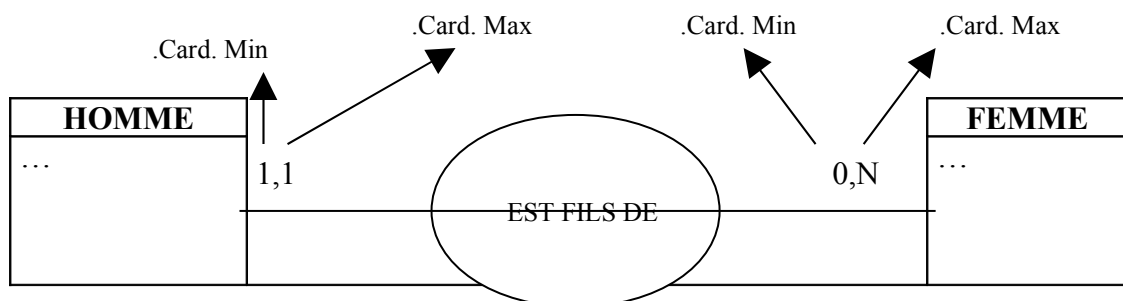 .Card. Min
.Card. Max
.Card. Min
.Card. Max
HOMME
FEMME
…
1,1
0,N
…
EST FILS DE